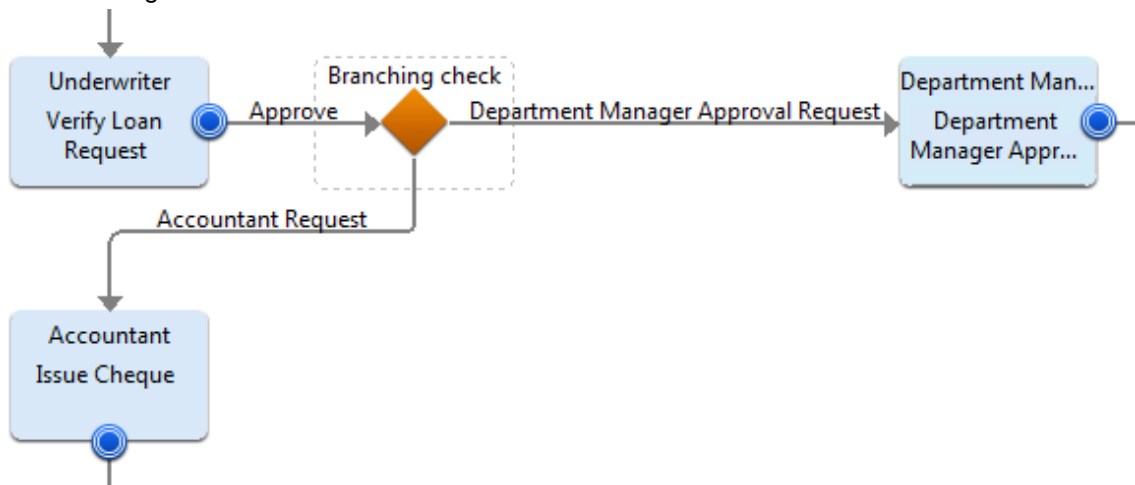 Underwriter
Verify Loan
Request
Approve
Branching check
Department Manager Approval Request
Department Man...
Department
Manager Appr...
Accountant Request
Accountant
Issue Cheque